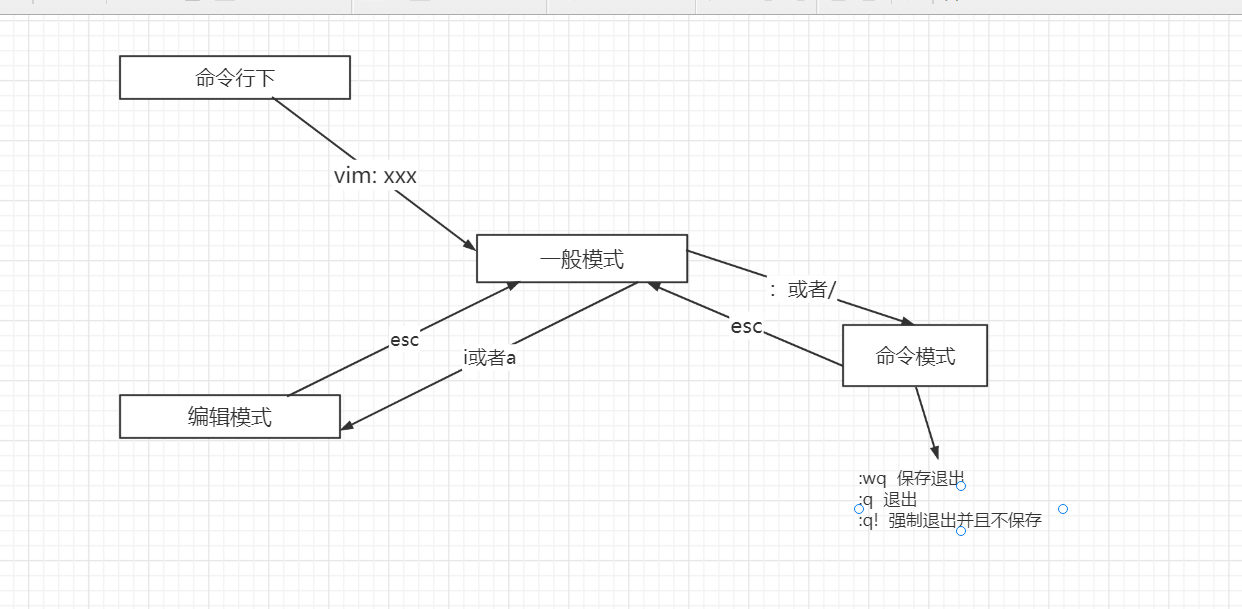 命令行下
vim: xxx
一般模式
：或者/
esc
esc
i或者a
命令模式
编辑模式
:wq 保存退出
:q 退出
:q! 强制退出并且不保存